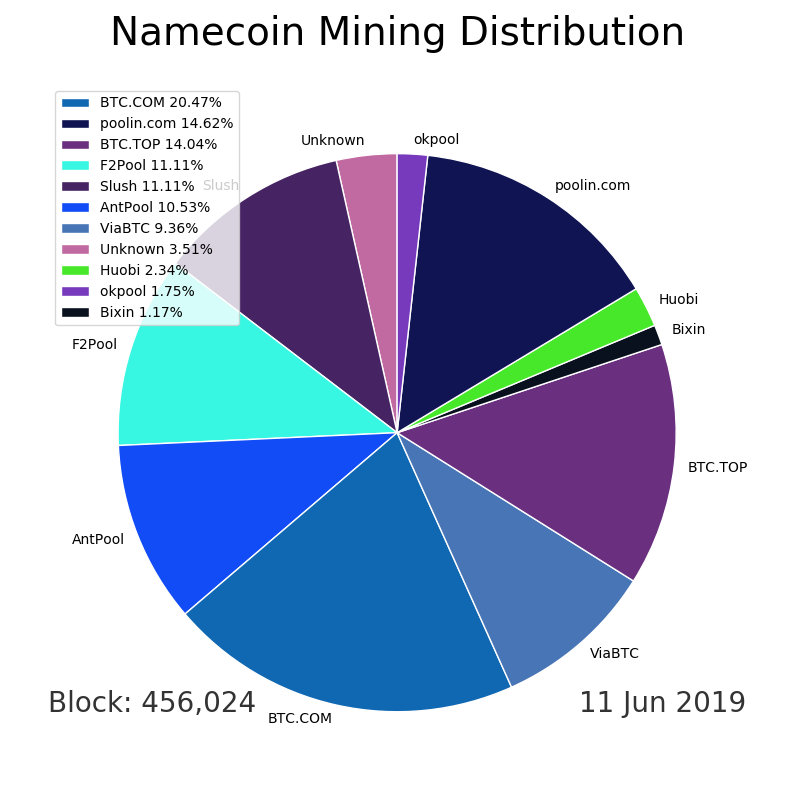 Namecoin Mining Distribution
BTC.COM 20.47%
poolin.com 14.62%
BTC.TOP 14.04%
F2Pool 11.11%
Slush 11.11%
AntPool 10.53%
ViaBTC 9.36%
Unknown 3.51%
Huobi 2.34%
okpool 1.75%
Bixin 1.17%
Unknown
okpool
Slush
poolin.com
Huobi
Bixin
F2Pool
BTC.TOP
AntPool
ViaBTC
BTC.COM
Block: 456,024
11 Jun 2019